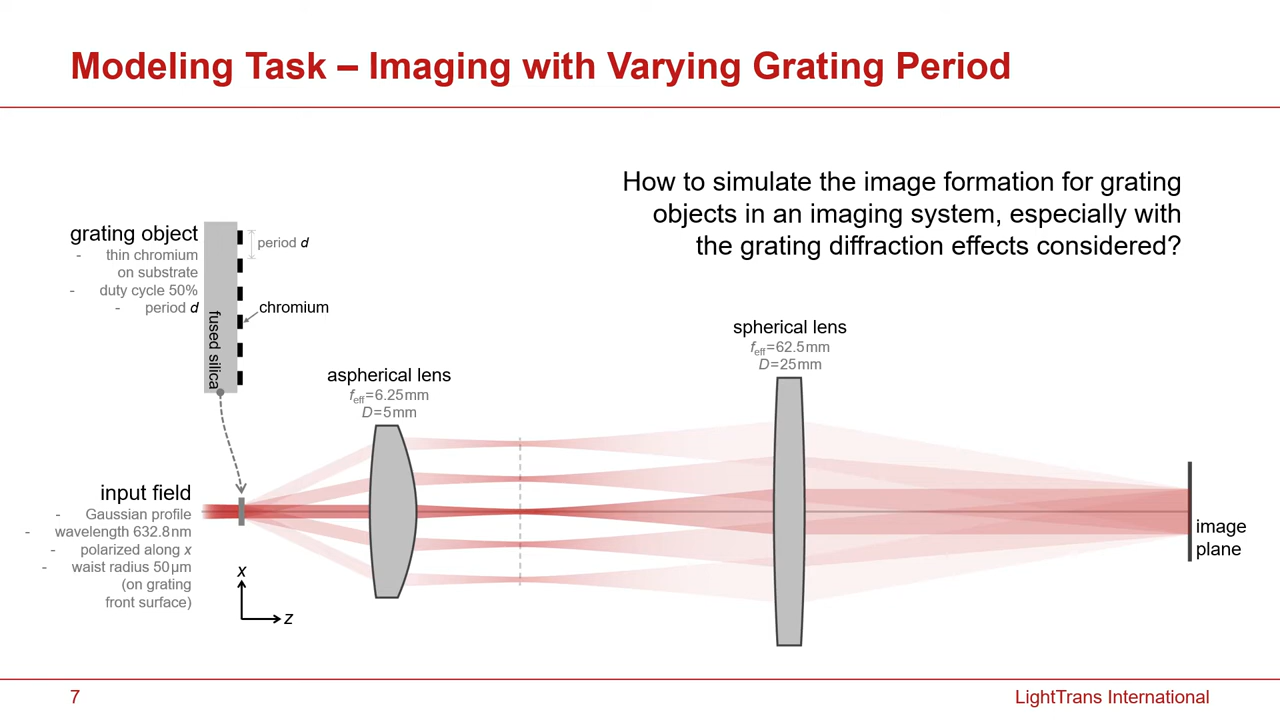 Modeling Task – Imaging with Varying Grating Period
How to simulate the image formation for grating
objects in an imaging system, especially with
the grating diffraction effects considered?
grating object
- thin chromium
on substrate
- duty cycle 50%
- period d
fused silica
period d
chromium
aspherical lens
feff=6.25mm
D=5mm
spherical lens
feff=62.5mm
D=25mm
input field
- Gaussian profile
- wavelength 632.8nm
- polarized along x
- waist radius 50µm
(on grating
front surface)
x
z
image
plane
7
LightTrans International